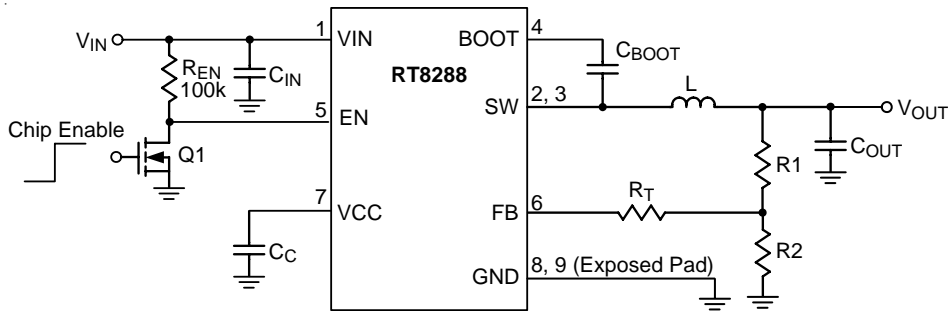 VIN
1
VIN
BOOT
4
CBOOT
REN
100k
CIN
RT8288
2, 3
SW
L
VOUT
5
EN
Chip Enable
Q1
COUT
R1
7
VCC
FB
6
RT
CC
R2
GND
8, 9 (Exposed Pad)